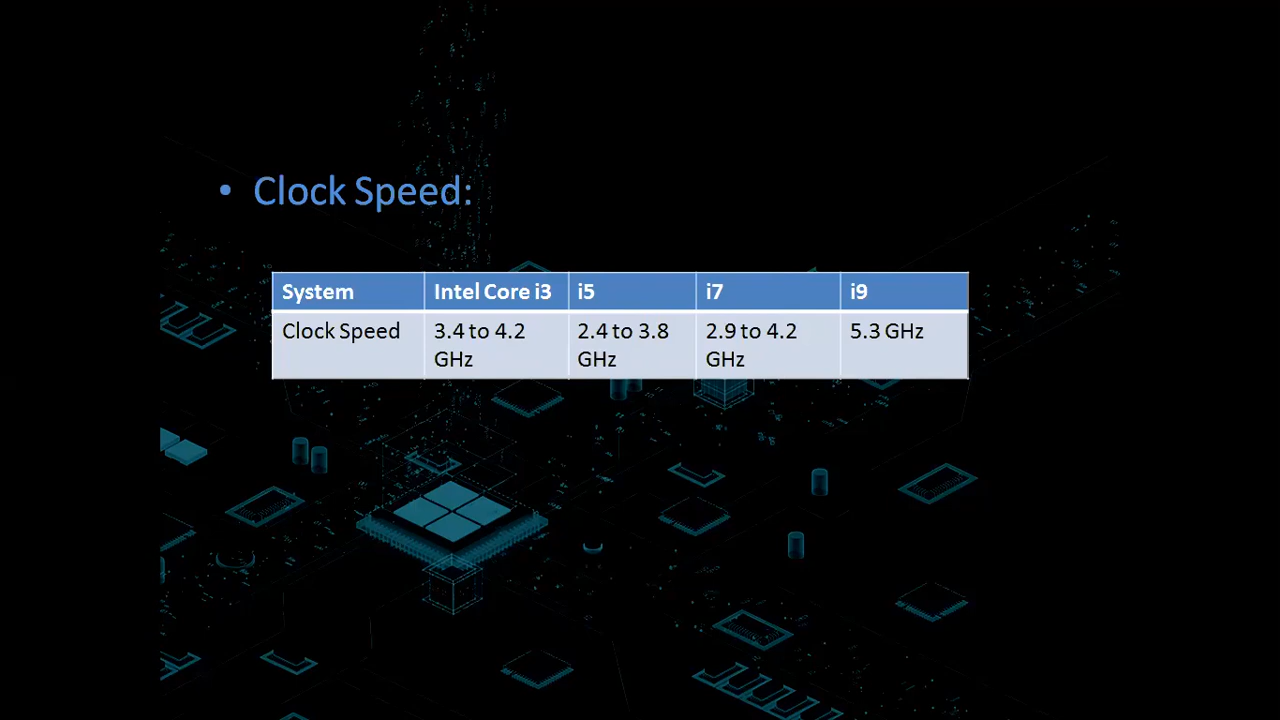 • Clock Speed:
System Intel Core i3 i5 i7 i9
Clock Speed 3.4 to 4.2 2.4 to 3.8 2.9 to 4.2 5.3 GHz
GHz GHz GHz